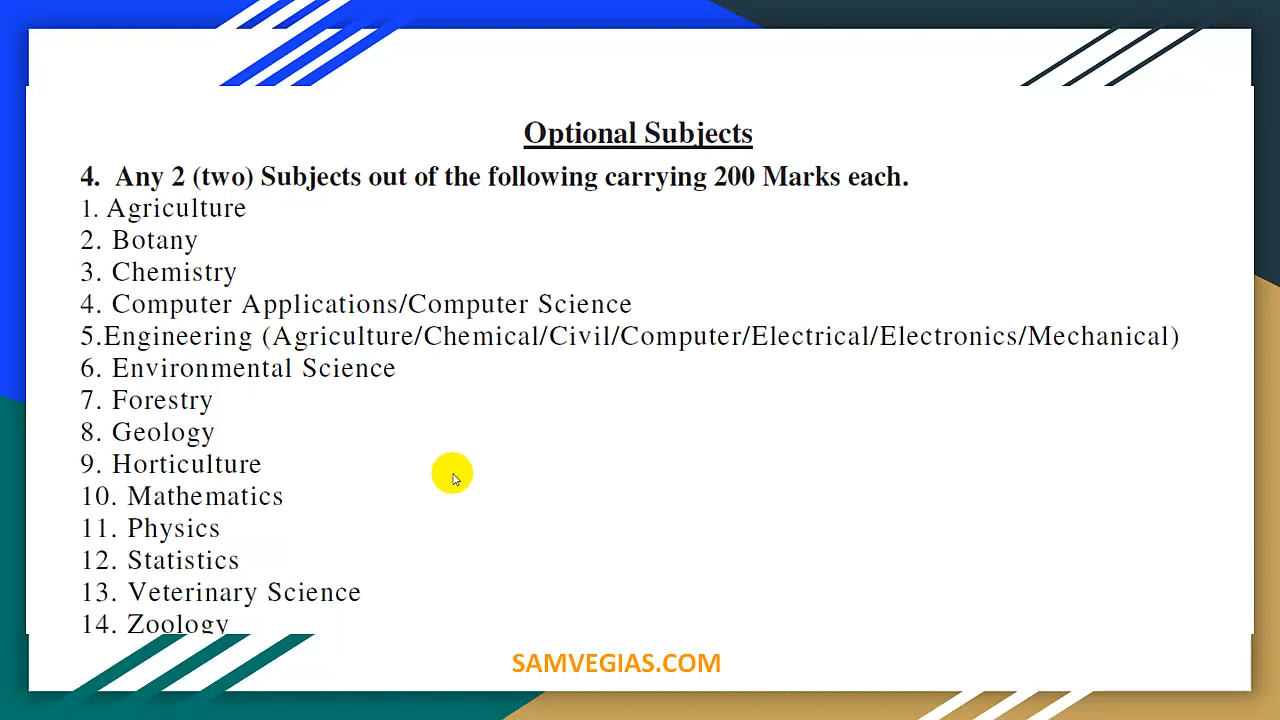 Optional Subjects
4. Any 2 (two) Subjects out of the following carrying 200 Marks each.
1. Agriculture
2. Botany
3. Chemistry
4. Computer Applications/Computer Science
5.Engineering (Agriculture/Chemical/Civil/Computer/Electrical/Electronics/Mechanical)
6. Environmental Science
7. Forestry
8. Geology
9. Horticulture
10. Mathematics
11. Physics
12. Statistics
13. Veterinary Science
14. Zoology
SAMVEGIAS.COM